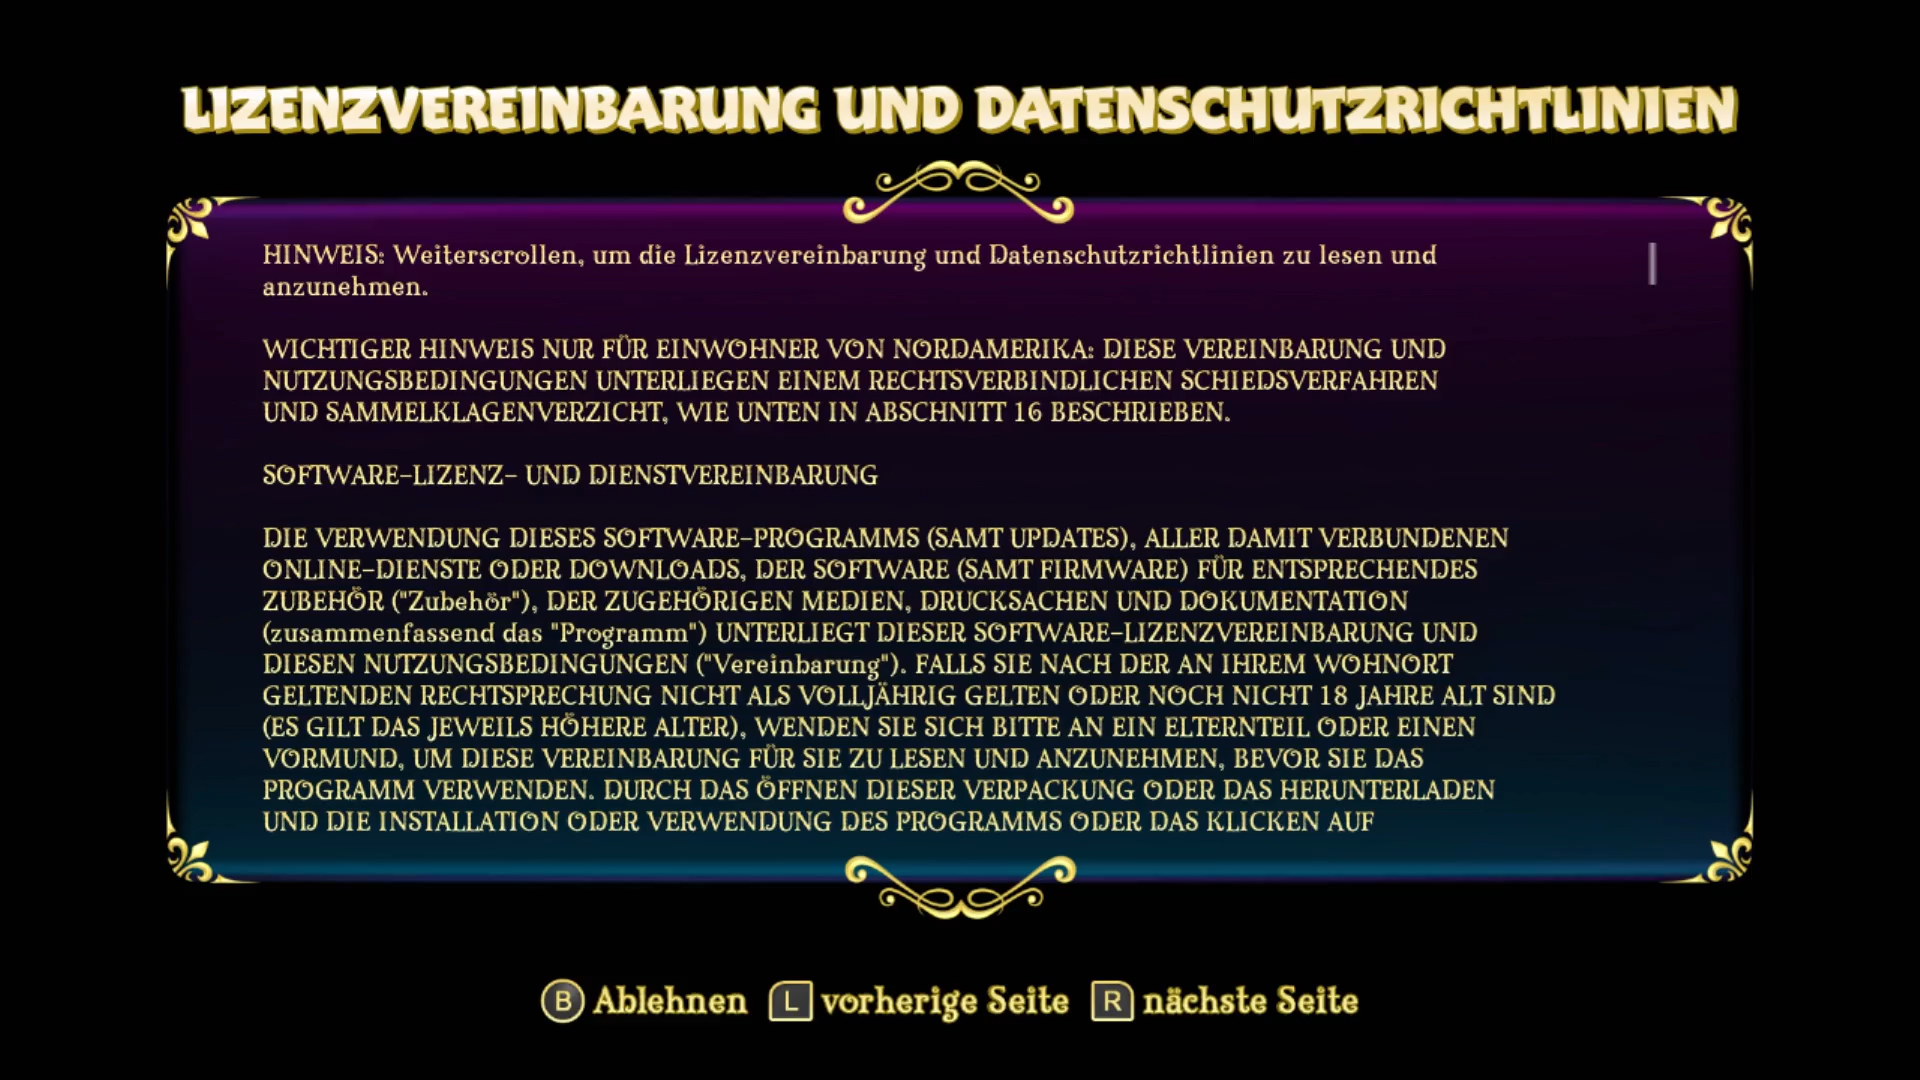 LIZENZVEREINBARUNG UND DATENSCHUTZRICHTLINIEN
HINWEIS: Weiterscrollen, um die Lizenzvereinbarung und Datenschutzrichtlinien zu lesen und
anzunehmen.
WICHTIGER HINWEIS NUR FÜR EINWOHNER VON NORDAMERIKA: DIESE VEREINBARUNG UND
NUTZUNGSBEDINGUNGEN UNTERLIEGEN EINEM RECHTSVERBINDLICHEN SCHIEDSVERFAHREN
UND SAMMELKLAGENVERZICHT, WIE UNTEN IN ABSCHNITT 16 BESCHRIEBEN.
SOFTWARE-LIZENZ- UND DIENSTVEREINBARUNG
DIE VERWENDUNG DIESES SOFTWARE-PROGRAMMS (SAMT UPDATES), ALLER DAMIT VERBUNDENEN
ONLINE-DIENSTE ODER DOWNLOADS, DER SOFTWARE (SAMT FIRMWARE) FÜR ENTSPRECHENDES
ZUBEHÖR ("Zubehör"), DER ZUGEHÖRIGEN MEDIEN, DRUCKSACHEN UND DOKUMENTATION
(zusammenfassend das "Programm") UNTERLIEGT DIESER SOFTWARE-LIZENZVEREINBARUNG UND
DIESEN NUTZUNGSBEDINGUNGEN ("Vereinbarung"). FALLS SIE NACH DER AN IHREM WOHNORT
GELTENDEN RECHTSPRECHUNG NICHT ALS VOLLJÄHRIG GELTEN ODER NOCH NICHT 18 JAHRE ALT SIND
(ES GILT DAS JEWEILS HÖHERE ALTER), WENDEN SIE SICH BITTE AN EIN ELTERNTEIL ODER EINEN
VORMUND, UM DIESE VEREINBARUNG FÜR SIE ZU LESEN UND ANZUNEHMEN, BEVOR SIE DAS
PROGRAMM VERWENDEN. DURCH DAS ÖFFNEN DIESER VERPACKUNG ODER DAS HERUNTERLADEN
UND DIE INSTALLATION ODER VERWENDUNG DES PROGRAMMS ODER DAS KLICKEN AUF
B Ablehnen L vorherige Seite R nächste Seite